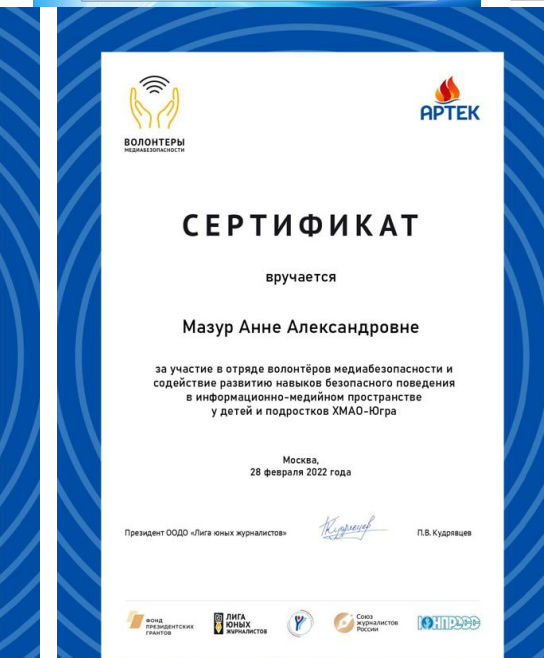 ВОЛОНТЕРЫ
МЕДИАБЕЗОПАСНОСТИ
АРТЕК
СЕРТИФИКАТ
вручается
Мазур Анне Александровне
за участие в отряде волонтёров медиабезопасности и
содействие развитию навыков безопасного поведения
в информационно-медийном пространстве
у детей и подростков ХМАО-Югра
Москва,
28 февраля 2022 года
Президент ООДО «Лига юных журналистов»
П.В. Кудрявцев
ФОНД
ПРЕЗИДЕНТСКИХ
ГРАНТОВ
ЛИГА
ЮНЫХ
ЖУРНАЛИСТОВ
Союз
журналистов
России
ЮНПРЕСС